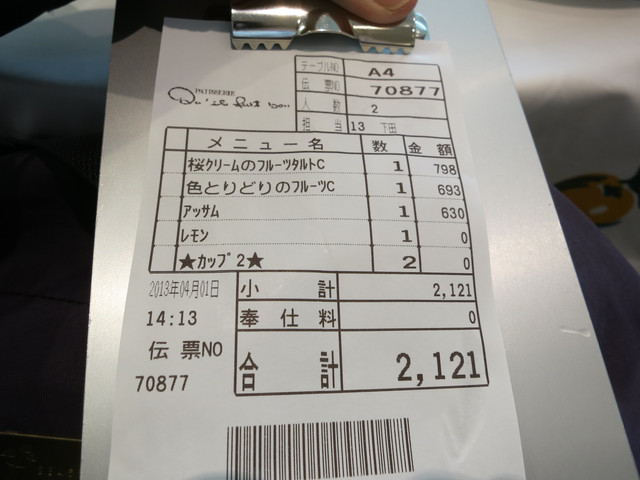 テーブルNO A4
伝 票NO 70877
人 数 2
担 当 13 下田
PATISSERIE
Qu'il fait bon
メニュー名 数 金 額
桜クリームのフルーツタルトC 1 798
色とりどりのフルーツC 1 693
アッサム 1 630
レモン 1 0
★カップ2★ 2 0
小 計 2,121
奉 仕 料 0
合 計 2,121
2013年04月01日
14:13
伝 票NO
70877